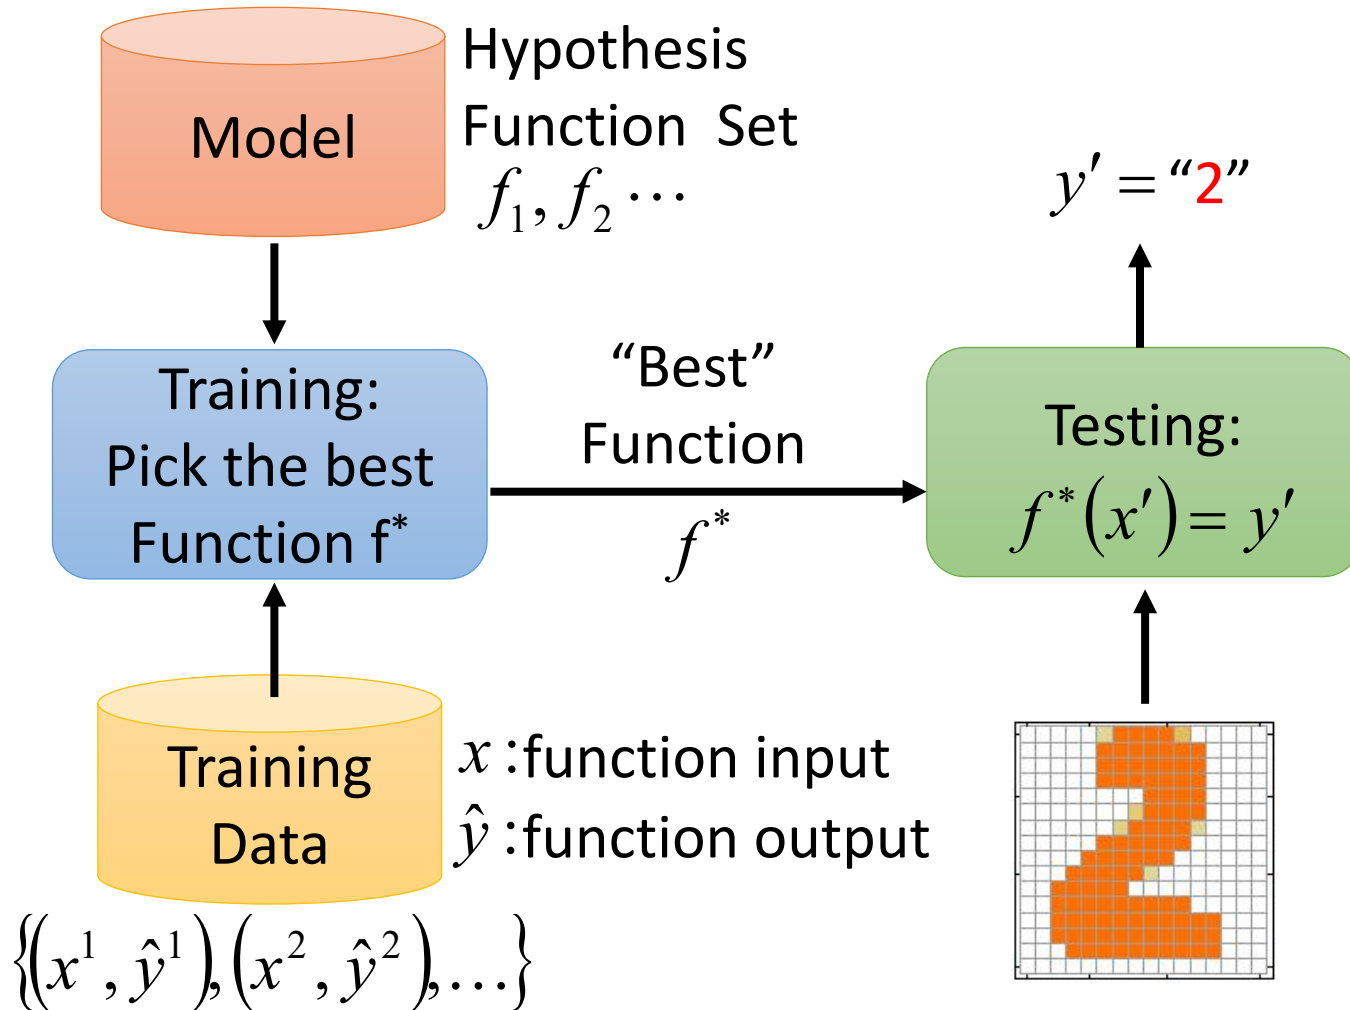 Model
Hypothesis
Function Set
f₁, f₂ ⋯
y′ = “2”
Training:
Pick the best
Function f*
“Best”
Function
f*
Testing:
f*(x′) = y′
Training
Data
x :function input
ŷ :function output
{(x¹, ŷ¹), (x², ŷ²), …}